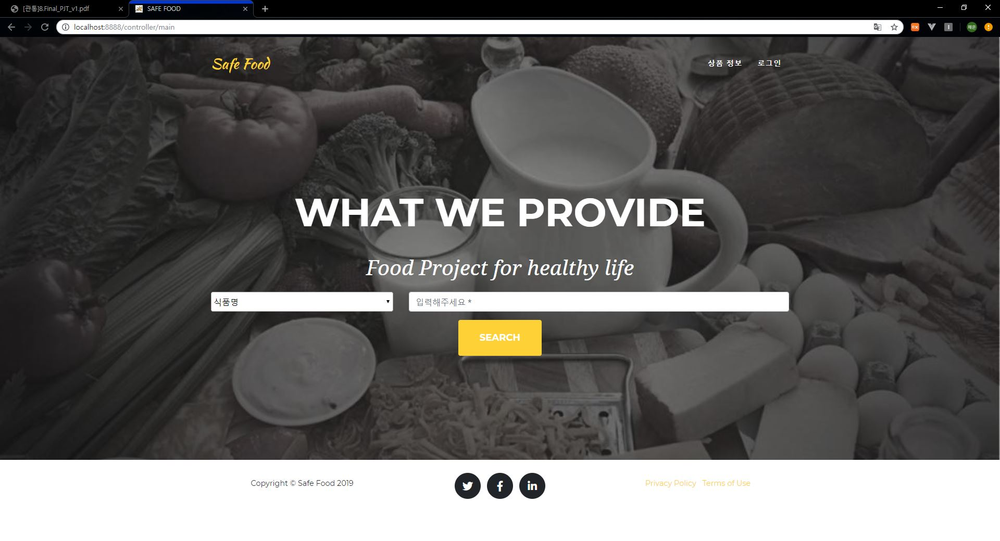 [관통]8.Final_PJT_v1.pdf
SAFE FOOD
localhost:8888/controller/main
채은
Safe Food
상품 정보
로그인
WHAT WE PROVIDE
Food Project for healthy life
식품명
입력해주세요 *
SEARCH
Copyright © Safe Food 2019
Privacy Policy
Terms of Use